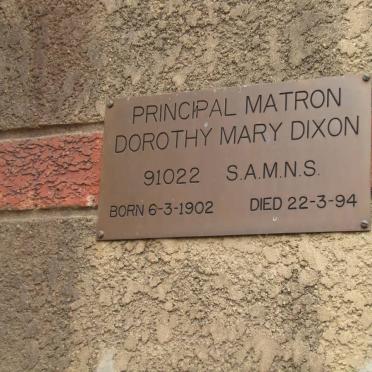 PRINCIPAL MATRON
DOROTHY MARY DIXON
91022 S.A.M.N.S.
BORN 6-3-1902 DIED 22-3-94